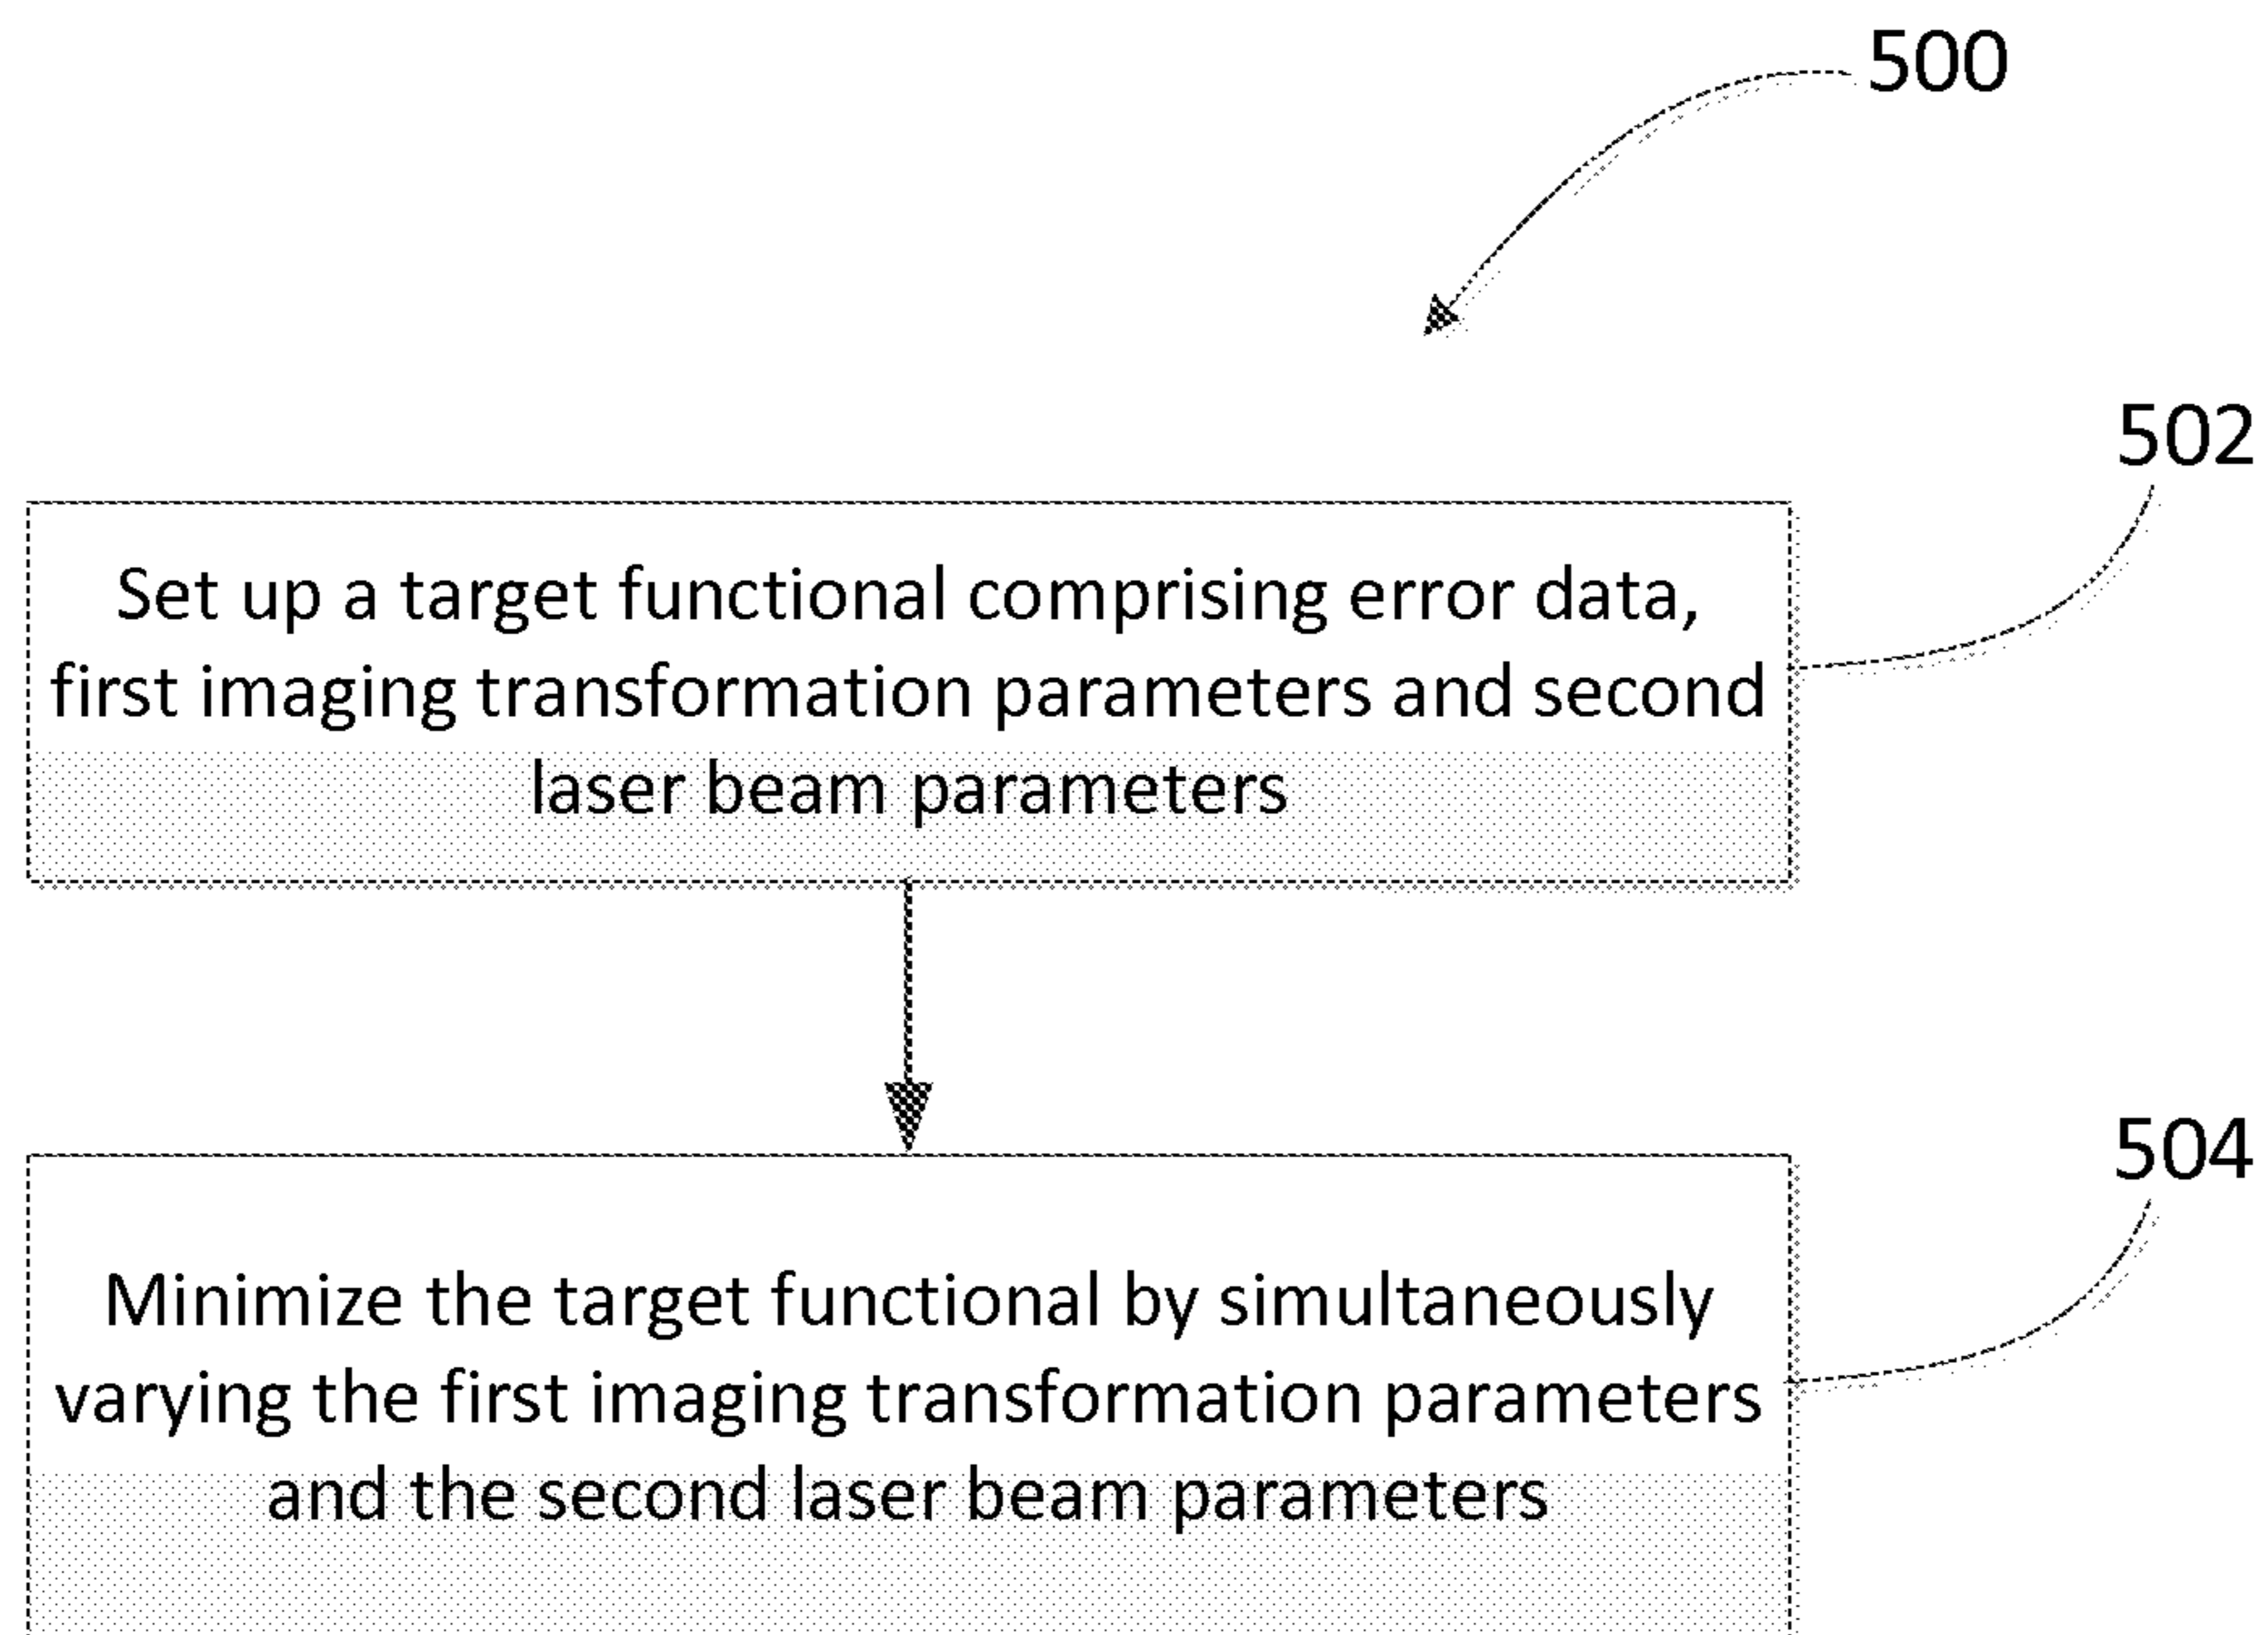 500
502
Set up a target functional comprising error data,
first imaging transformation parameters and second
laser beam parameters
504
Minimize the target functional by simultaneously
varying the first imaging transformation parameters
and the second laser beam parameters